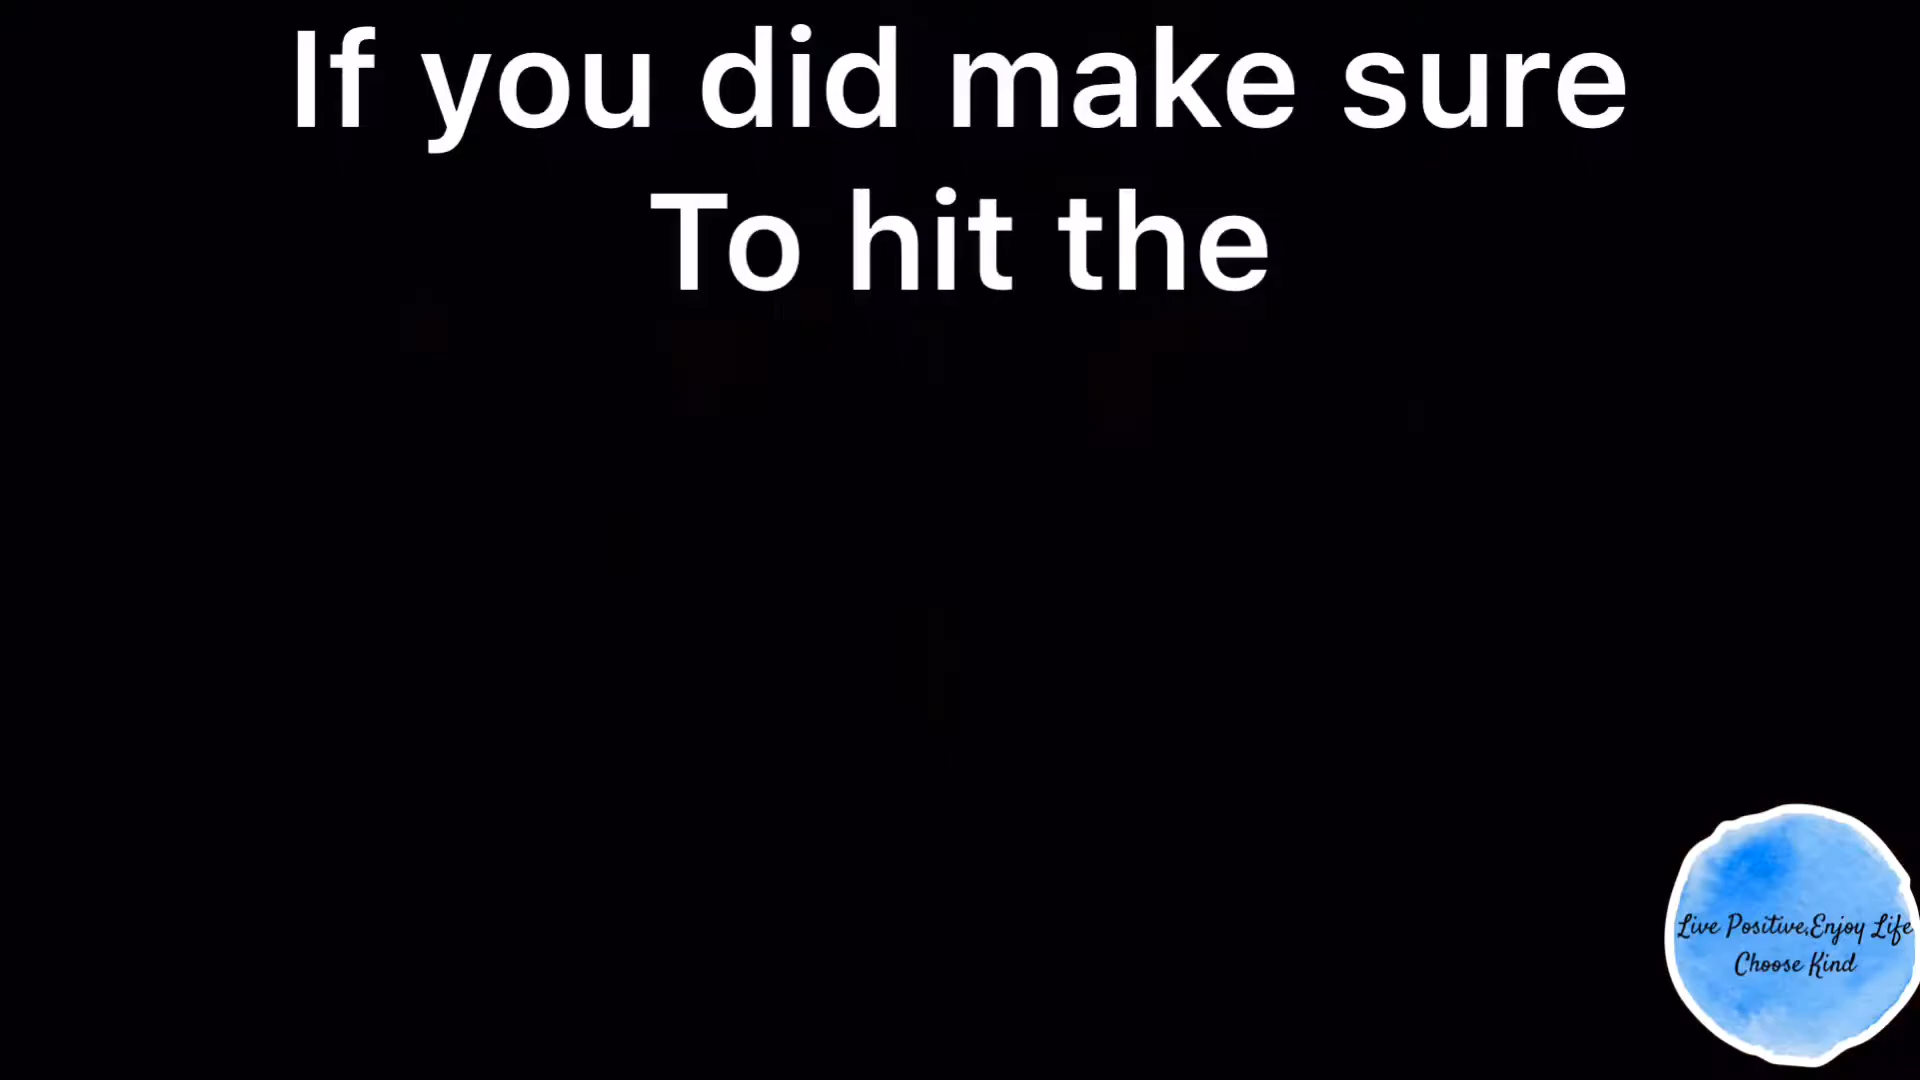 If you did make sure
To hit the
Live Positive,Enjoy Life
Choose Kind